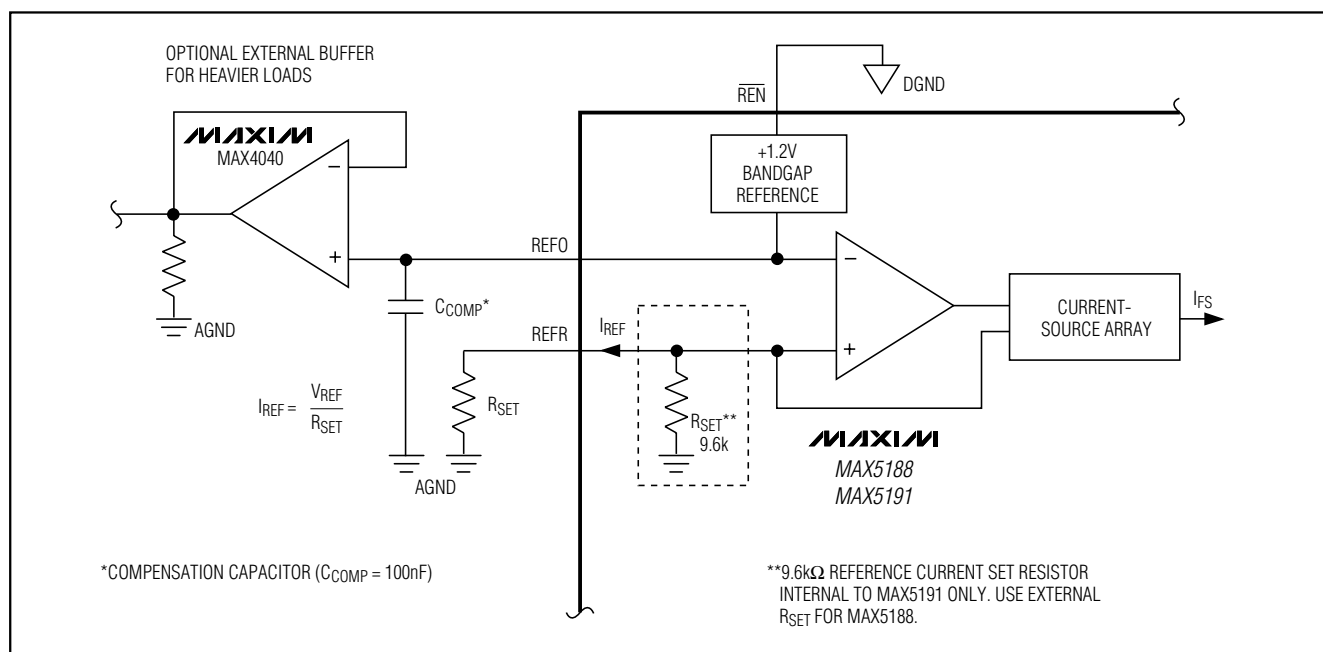 OPTIONAL EXTERNAL BUFFER
FOR HEAVIER LOADS
MAXIM
MAX4040
−
+
AGND
REN
DGND
+1.2V
BANDGAP
REFERENCE
REFO
−
+
CCOMP*
REFR
IREF
CURRENT-
SOURCE ARRAY
IFS
IREF = VREF
RSET
RSET
RSET**
9.6k
AGND
MAXIM
MAX5188
MAX5191
*COMPENSATION CAPACITOR (CCOMP = 100nF)
**9.6kΩ REFERENCE CURRENT SET RESISTOR
INTERNAL TO MAX5191 ONLY. USE EXTERNAL
RSET FOR MAX5188.